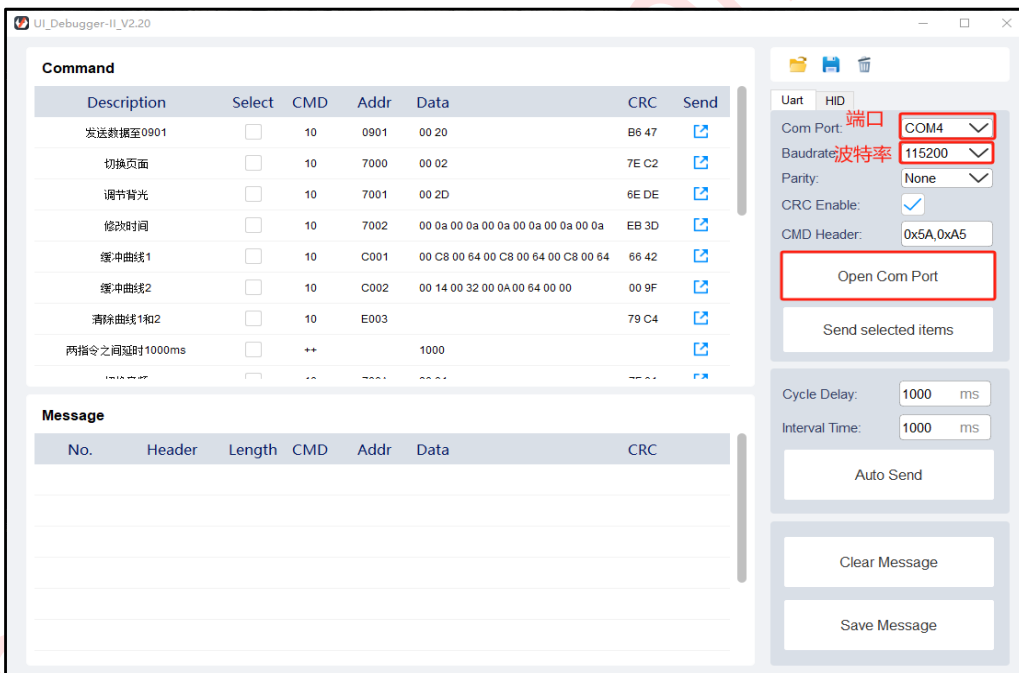 UI_Debugger-II_V2.20
Command
Description Select CMD Addr Data CRC Send
发送数据至0901 10 0901 00 20 B6 47
切换页面 10 7000 00 02 7E C2
调节背光 10 7001 00 2D 6E DE
修改时间 10 7002 00 0a 00 0a 00 0a 00 0a 00 0a 00 0a EB 3D
缓冲曲线1 10 C001 00 C8 00 64 00 C8 00 64 00 C8 00 64 66 42
缓冲曲线2 10 C002 00 14 00 32 00 0A 00 64 00 00 00 9F
清除曲线1和2 10 E003 79 C4
两指令之间延时1000ms ++ 1000
Message
No. Header Length CMD Addr Data CRC
Uart HID
Com Port: 端口 COM4
Baudrate 波特率 115200
Parity: None
CRC Enable:
CMD Header: 0x5A,0xA5
Open Com Port
Send selected items
Cycle Delay: 1000 ms
Interval Time: 1000 ms
Auto Send
Clear Message
Save Message